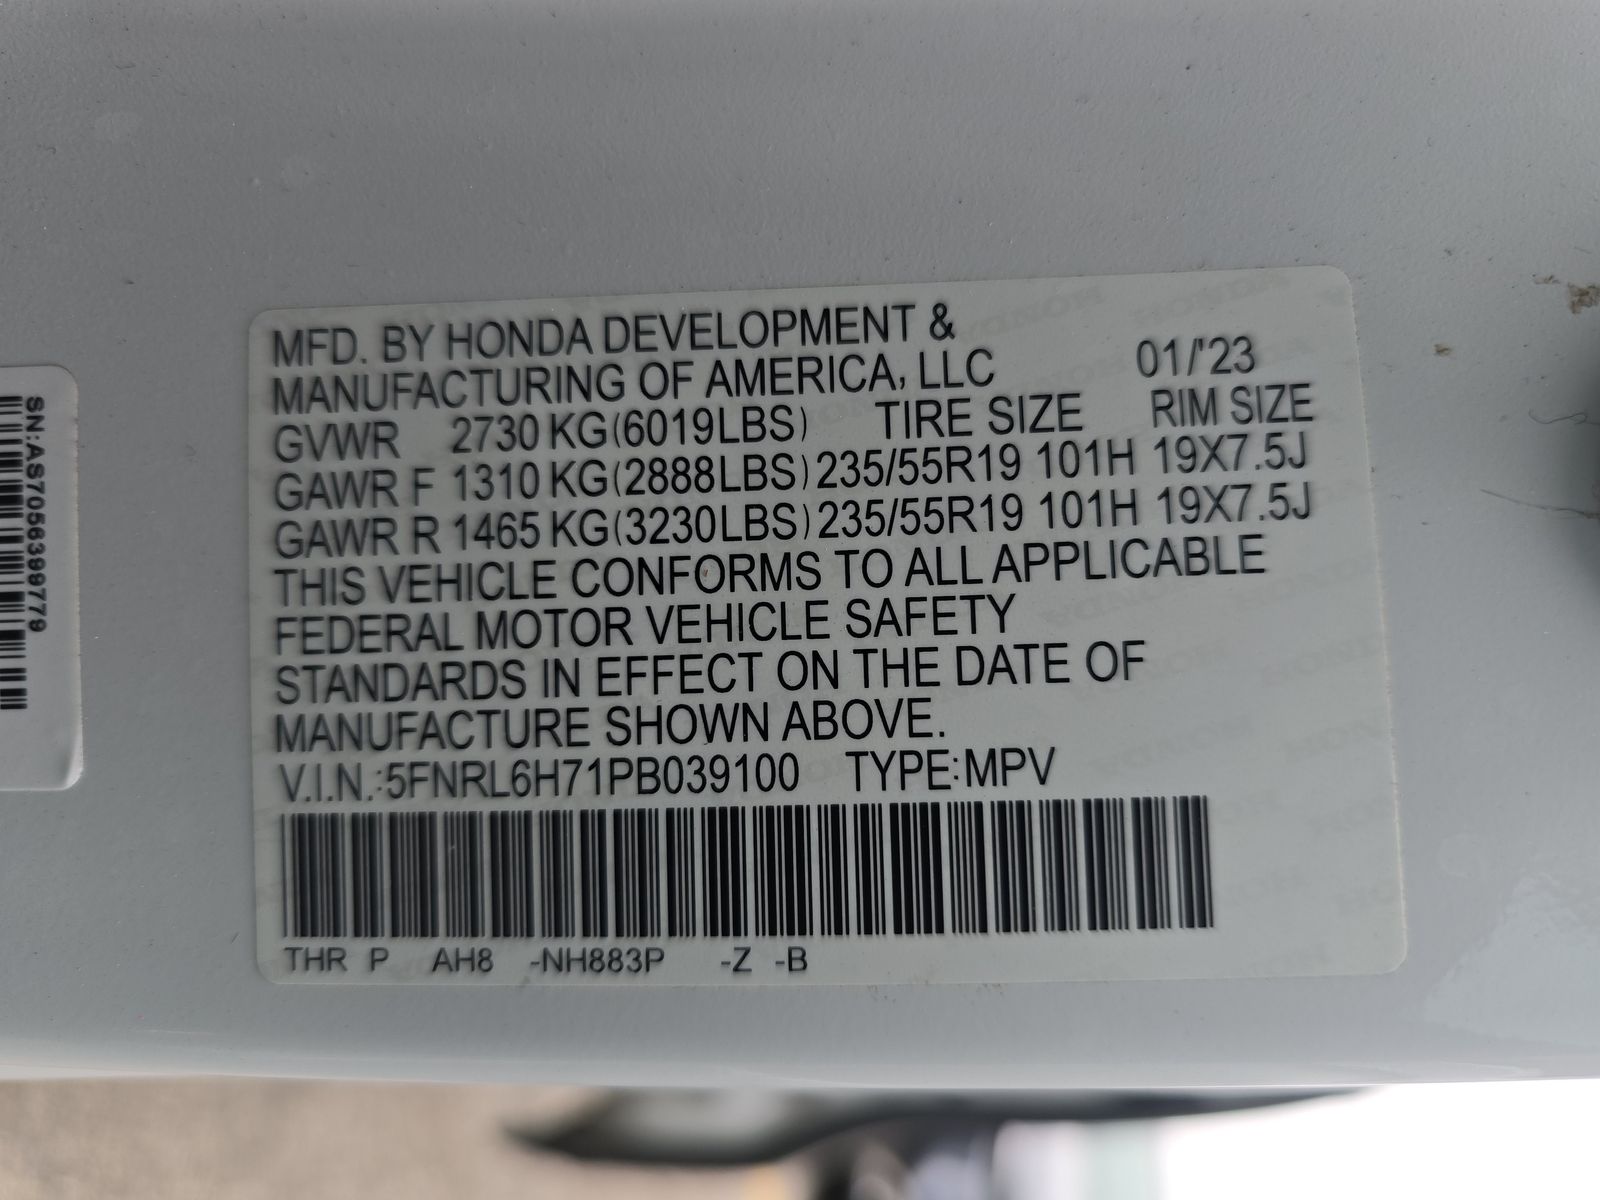 MFD. BY HONDA DEVELOPMENT &
MANUFACTURING OF AMERICA, LLC 01/'23
GVWR 2730 KG(6019LBS) TIRE SIZE RIM SIZE
GAWR F 1310 KG(2888LBS) 235/55R19 101H 19X7.5J
GAWR R 1465 KG(3230LBS) 235/55R19 101H 19X7.5J
THIS VEHICLE CONFORMS TO ALL APPLICABLE
FEDERAL MOTOR VEHICLE SAFETY
STANDARDS IN EFFECT ON THE DATE OF
MANUFACTURE SHOWN ABOVE.
V.I.N.:5FNRL6H71PB039100 TYPE:MPV
THR P AH8 -NH883P -Z -B
SN:AS7056399779